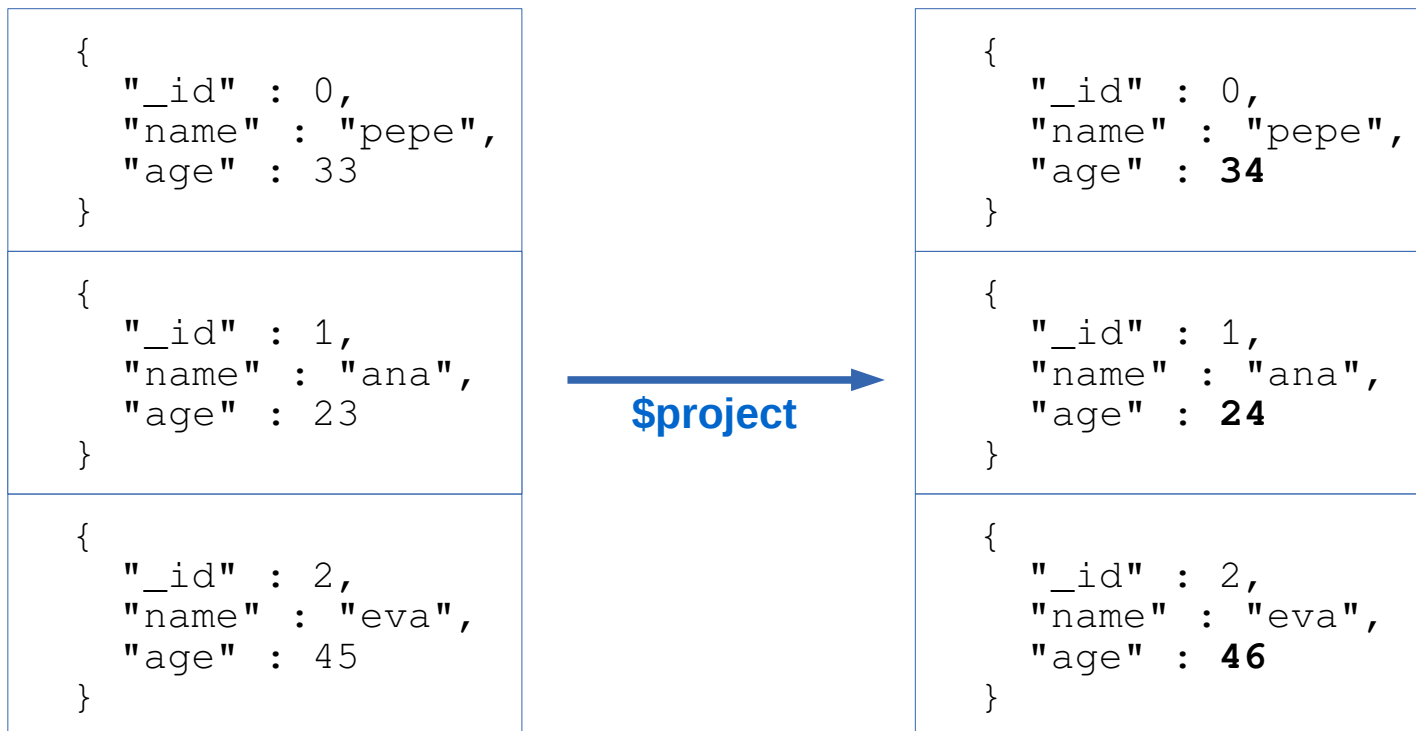 {
"_id" : 0,
"name" : "pepe",
"age" : 33
}
{
"_id" : 1,
"name" : "ana",
"age" : 23
}
{
"_id" : 2,
"name" : "eva",
"age" : 45
}
$project
{
"_id" : 0,
"name" : "pepe",
"age" : 34
}
{
"_id" : 1,
"name" : "ana",
"age" : 24
}
{
"_id" : 2,
"name" : "eva",
"age" : 46
}